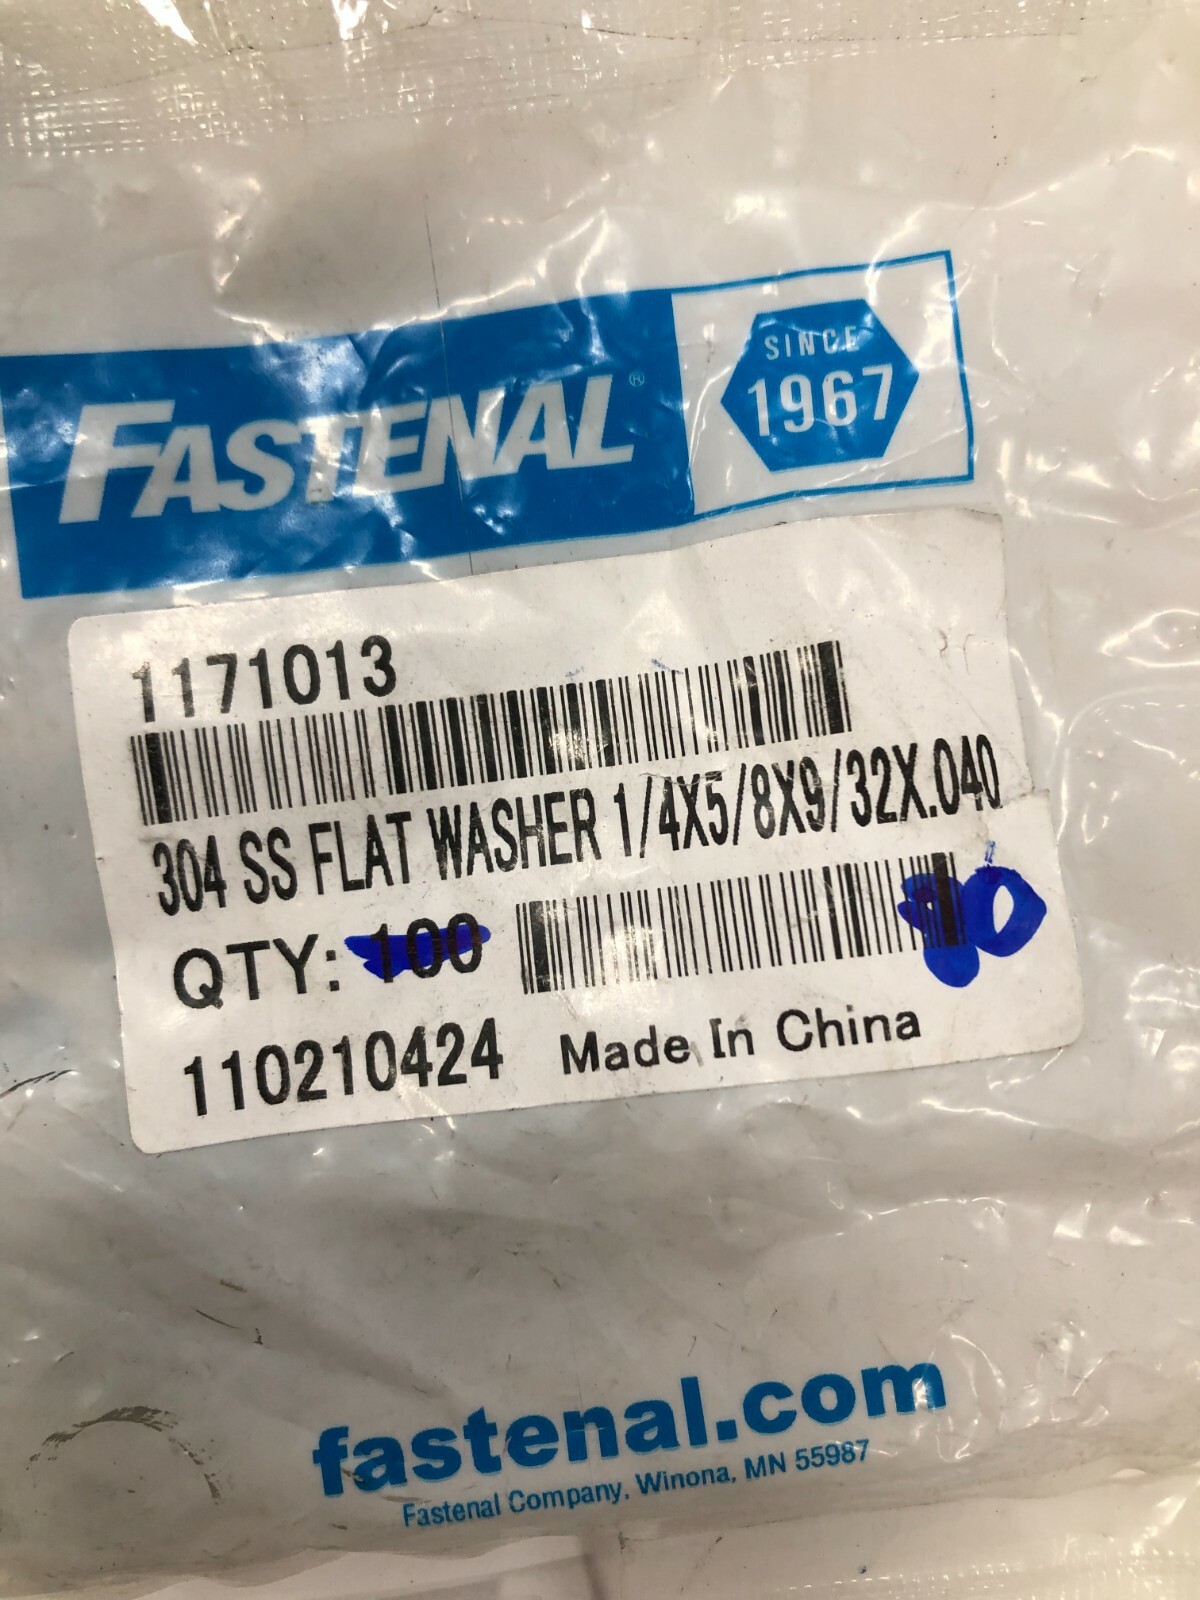 FASTENAL®
SINCE
1967
1171013
304 SS FLAT WASHER 1/4X5/8X9/32X.040
QTY: 100
110210424 Made In China
fastenal.com
Fastenal Company, Winona, MN 55987